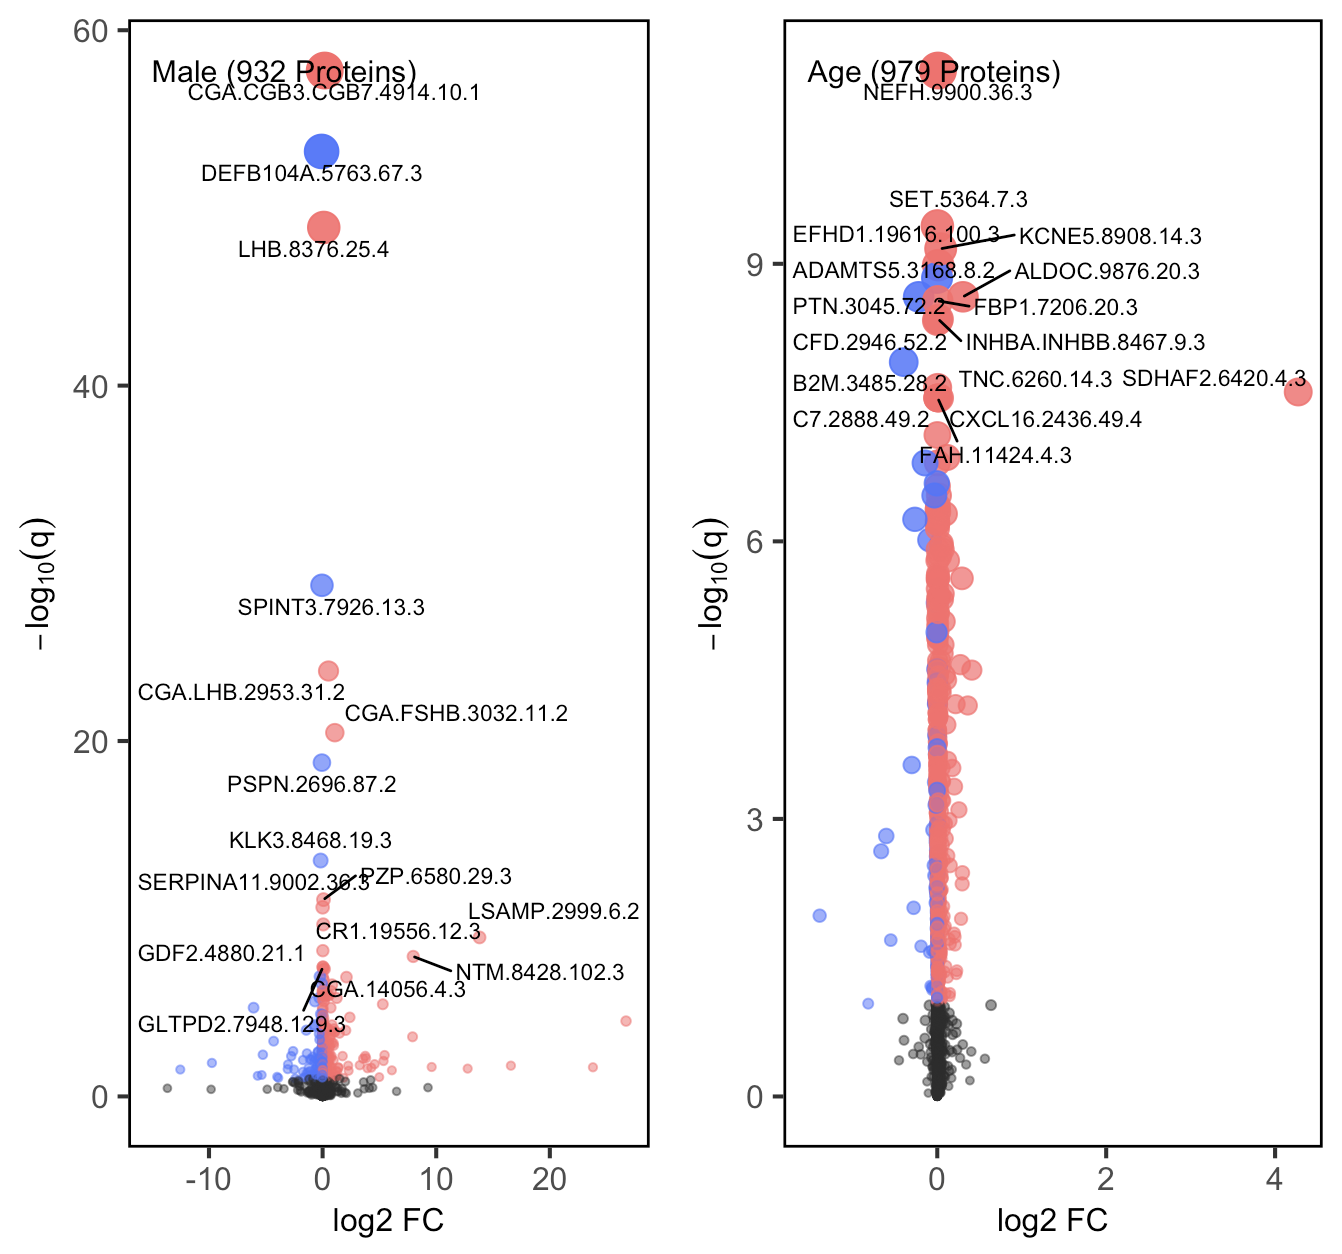 60
40
20
0
−log10(q)
Male (932 Proteins)
CGA.CGB3.CGB7.4914.10.1
DEFB104A.5763.67.3
LHB.8376.25.4
SPINT3.7926.13.3
CGA.LHB.2953.31.2
CGA.FSHB.3032.11.2
PSPN.2696.87.2
KLK3.8468.19.3
PZP.6580.29.3
SERPINA11.9002.36.3
LSAMP.2999.6.2
CR1.19556.12.3
GDF2.4880.21.1
NTM.8428.102.3
CGA.14056.4.3
GLTPD2.7948.129.3
-10 0 10 20
log2 FC
9
6
3
0
−log10(q)
Age (979 Proteins)
NEFH.9900.36.3
SET.5364.7.3
EFHD1.19616.100.3
KCNE5.8908.14.3
ADAMTS5.3168.8.2
ALDOC.9876.20.3
PTN.3045.72.2
FBP1.7206.20.3
CFD.2946.52.2
INHBA.INHBB.8467.9.3
B2M.3485.28.2
TNC.6260.14.3
SDHAF2.6420.4.3
C7.2888.49.2
CXCL16.2436.49.4
FAH.11424.4.3
0 2 4
log2 FC